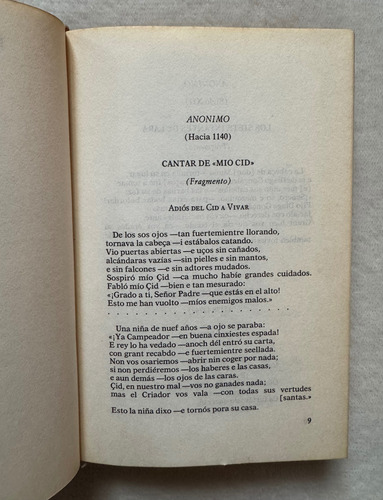 ANONIMO
(Hacia 1140)
CANTAR DE «MIO CID»
(Fragmento)
ADIÓS DEL CID A VIVAR
De los sos ojos —tan fuertemientre llorando,
tornava la cabeça —i estábalos catando.
Vio puertas abiertas —e uços sin cañados,
alcándaras vazias —sin pielles e sin mantos,
e sin falcones —e sin adtores mudados.
Sospiró mío Çid —ca mucho habíe grandes cuidados.
Fabló mío Çid —bien e tan mesurado:
«¡Grado a ti, Señor Padre —que estás en el alto!
Esto me han vuolto —míos enemigos malos.»
. . . . . . . . . . . . . . . . . . . . . . . . . . .
Una niña de nuef años —a ojo se paraba:
«¡Ya Campeador —en buena cinxiestes espada!
E rey lo ha vedado —anoch dél entró su carta,
con grant recabdo —e fuertemientre seellada.
Non vos osariemos —abrir nin coger por nada;
si non perdiéremos —los haberes e las casas,
e aun demás —los ojos de las caras.
Çid, en nuestro mal —vos no ganades nada;
mas el Criador vos vala —con todas sus vertudes
[santas.»
Esto la niña dixo —e tornós pora su casa.
9